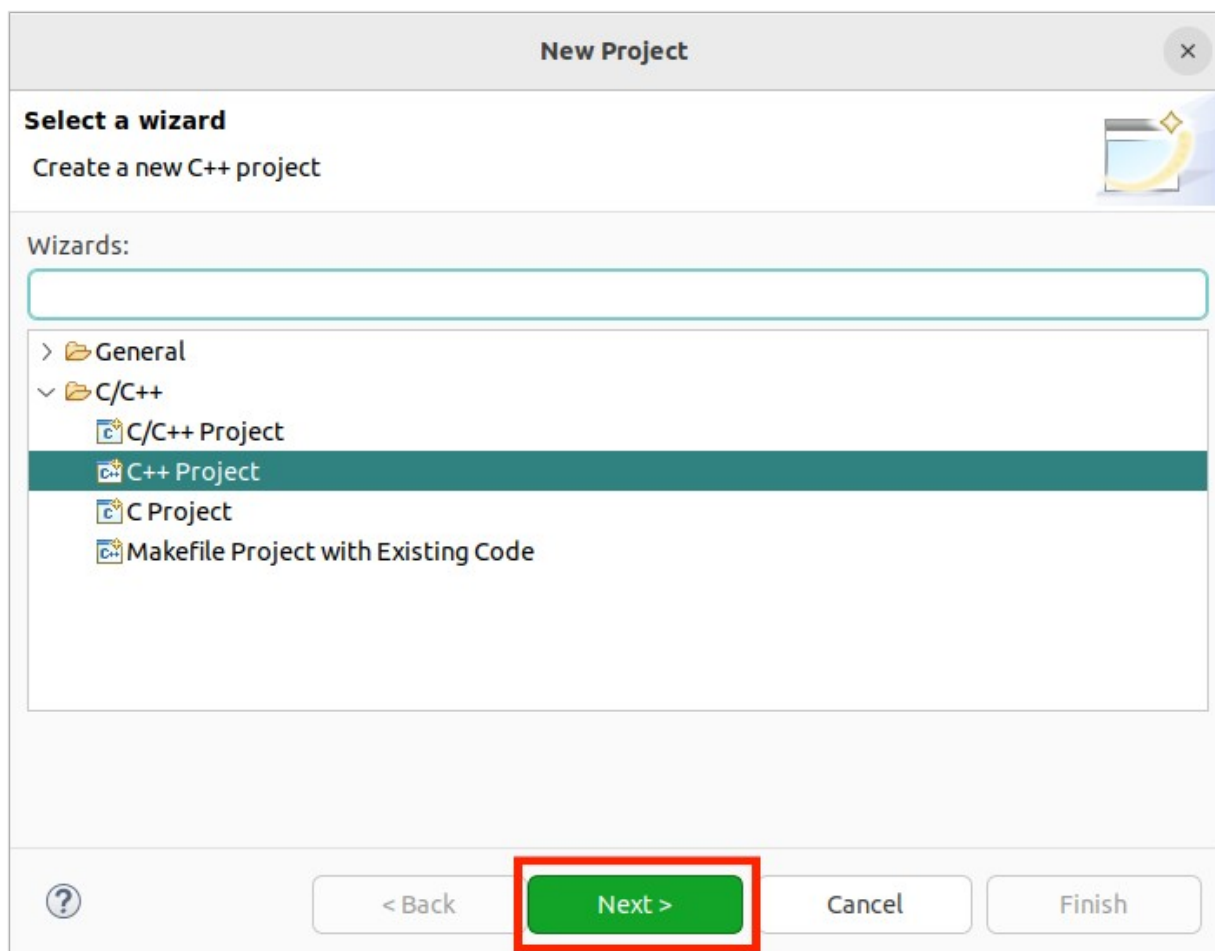 New Project
×
Select a wizard
Create a new C++ project
Wizards:
General
C/C++
C/C++ Project
C++ Project
C Project
Makefile Project with Existing Code
? < Back Next > Cancel Finish